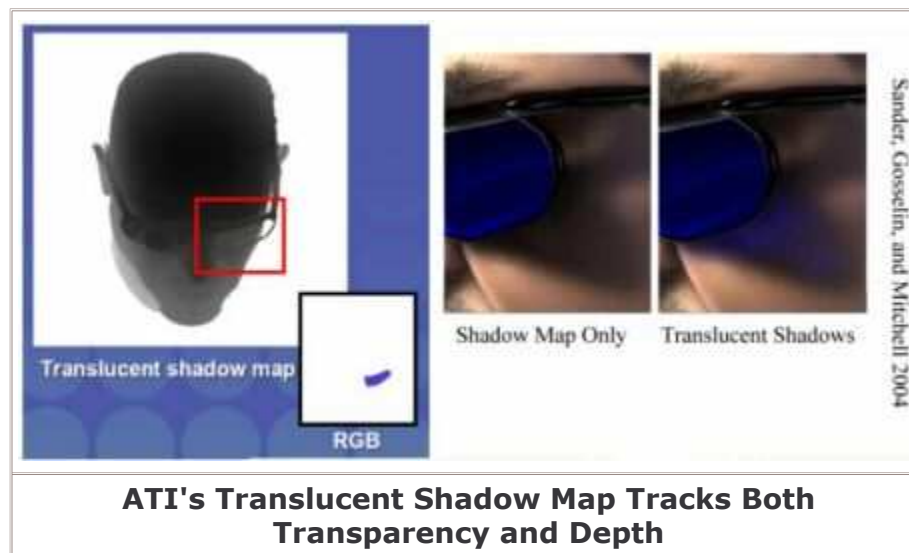 Translucent shadow map
RGB
Shadow Map Only
Translucent Shadows
Sander, Gosselin, and Mitchell 2004
ATI's Translucent Shadow Map Tracks Both
Transparency and Depth